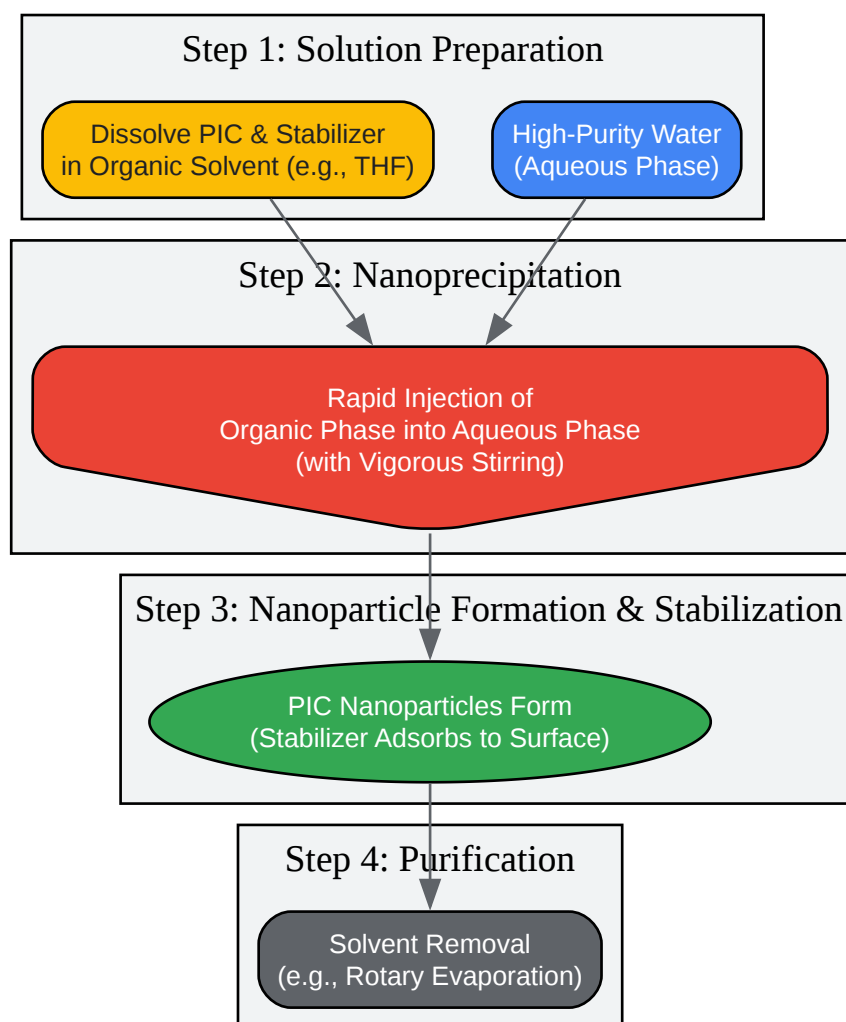 Step 1: Solution Preparation
Dissolve PIC & Stabilizer
in Organic Solvent (e.g., THF)
High-Purity Water
(Aqueous Phase)
Step 2: Nanoprecipitation
Rapid Injection of
Organic Phase into Aqueous Phase
(with Vigorous Stirring)
Step 3: Nanoparticle Formation & Stabilization
PIC Nanoparticles Form
(Stabilizer Adsorbs to Surface)
Step 4: Purification
Solvent Removal
(e.g., Rotary Evaporation)